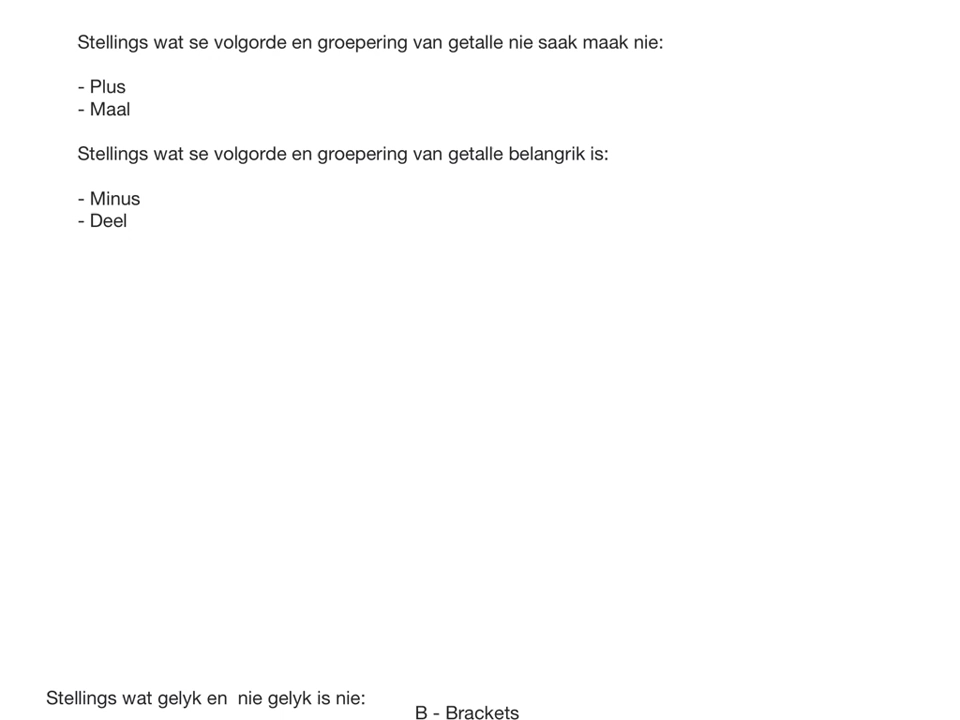 Stellings wat se volgorde en groepering van getalle nie saak maak nie:
- Plus
- Maal
Stellings wat se volgorde en groepering van getalle belangrik is:
- Minus
- Deel
Stellings wat gelyk en  nie gelyk is nie:
B - Brackets